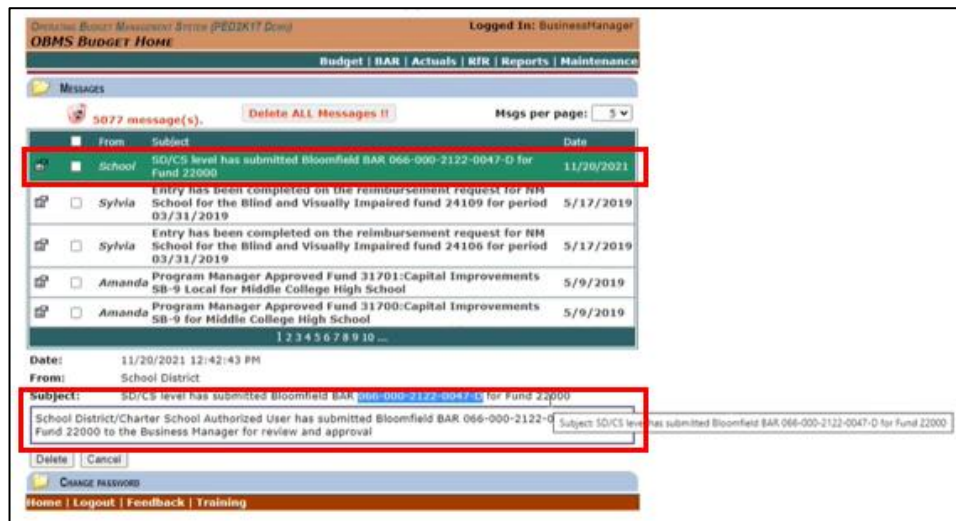 OPERATING BUDGET MANAGEMENT SYSTEM (PED2K17 DEMO) Logged In: BusinessManager
OBMS BUDGET HOME
Budget | BAR | Actuals | RfR | Reports | Maintenance
MESSAGES
5077 message(s). Delete ALL Messages !! Msgs per page: 5
From Subject Date
School SD/CS level has submitted Bloomfield BAR 066-000-2122-0047-D for
Fund 22000 11/20/2021
Entry has been completed on the reimbursement request for NM
Sylvia School for the Blind and Visually Impaired fund 24109 for period 5/17/2019
03/31/2019
Entry has been completed on the reimbursement request for NM
Sylvia School for the Blind and Visually Impaired fund 24106 for period 5/17/2019
03/31/2019
Amanda Program Manager Approved Fund 31701:Capital Improvements
SB-9 Local for Middle College High School 5/9/2019
Amanda Program Manager Approved Fund 31700:Capital Improvements
SB-9 for Middle College High School 5/9/2019
1 2 3 4 5 6 7 8 9 10 ...
Date: 11/20/2021 12:42:43 PM
From: School District
Subject: SD/CS level has submitted Bloomfield BAR 066-000-2122-0047-D for Fund 22000
School District/Charter School Authorized User has submitted Bloomfield BAR 066-000-2122-0
Subject: SD/CS level has submitted Bloomfield BAR 066-000-2122-0047-D for Fund 22000
Fund 22000 to the Business Manager for review and approval
Delete Cancel
CHANGE PASSWORD
Home | Logout | Feedback | Training